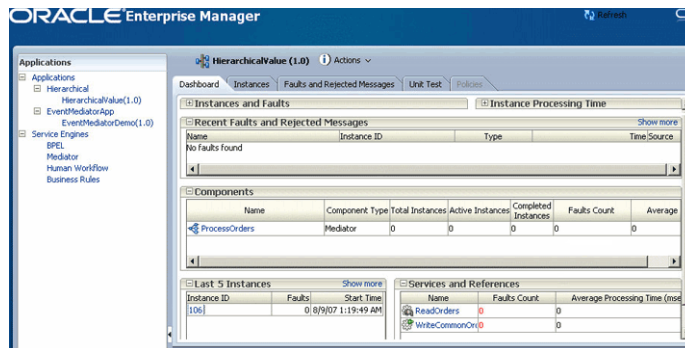 ORACLE Enterprise Manager
Refresh
Applications
Applications
Hierarchical
HierarchicalValue(1.0)
EventMediatorApp
EventMediatorDemo(1.0)
Service Engines
BPEL
Mediator
Human Workflow
Business Rules
HierarchicalValue (1.0) Actions
Dashboard Instances Faults and Rejected Messages Unit Test Policies
Instances and Faults Instance Processing Time
Recent Faults and Rejected Messages Show more
Name Instance ID Type Time Source
No faults found
Components
Name Component Type Total Instances Active Instances Completed Instances Faults Count Average
ProcessOrders Mediator 0 0 0 0 0
Last 5 Instances Show more
Instance ID Faults Start Time
106 0 8/9/07 1:19:49 AM
Services and References
Name Faults Count Average Processing Time (mse
ReadOrders 0 0
WriteCommonOrc 0 0